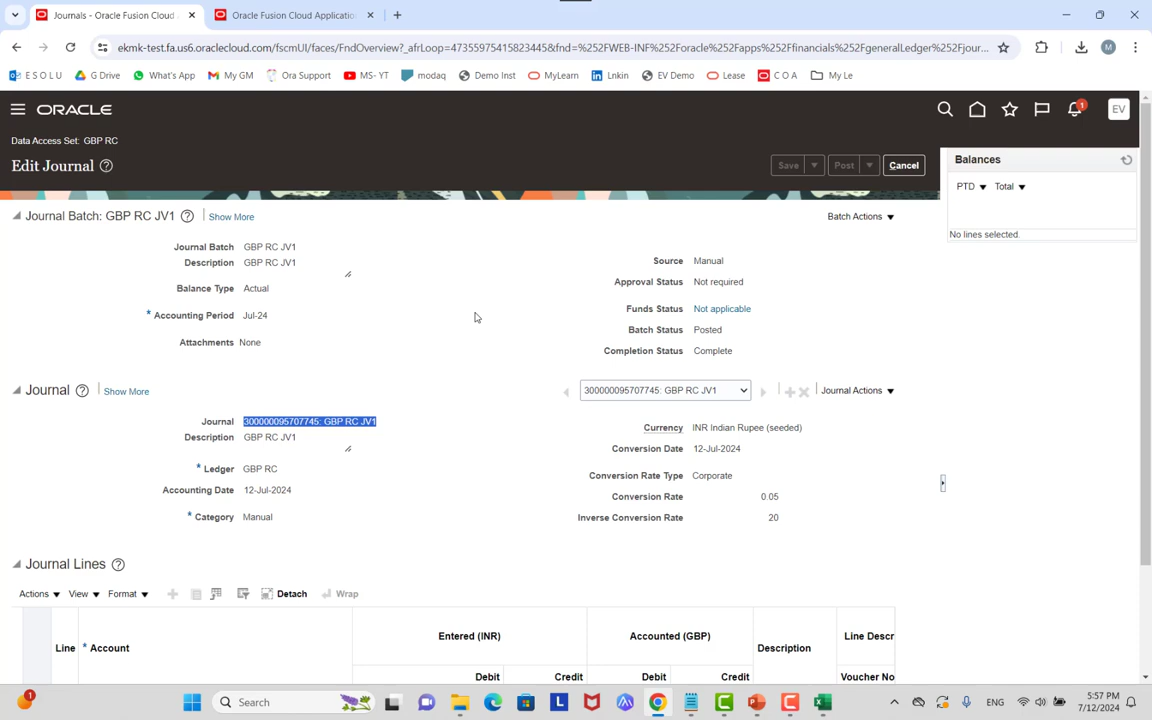 Journals - Oracle Fusion Cloud
Oracle Fusion Cloud Application
ekmk-test.fa.us6.oraclecloud.com/fscmUI/faces/FndOverview?_afrLoop=47355975415823445&fnd=%252FWEB-INF%252Foracle%252Fapps%252Ffinancials%252FgeneralLedger%252Fjour...
M
E S O L U
G Drive
What's App
My GM
Ora Support
MS- YT
modaq
Demo Inst
MyLearn
Lnkin
EV Demo
Lease
C O A
My Le
ORACLE
1
EV
Data Access Set: GBP RC
Edit Journal
Save
Post
Cancel
Balances
PTD
Total
No lines selected.
Journal Batch: GBP RC JV1
Show More
Batch Actions
Journal Batch GBP RC JV1
Description GBP RC JV1
Balance Type Actual
* Accounting Period Jul-24
Attachments None
Source Manual
Approval Status Not required
Funds Status Not applicable
Batch Status Posted
Completion Status Complete
Journal
Show More
300000095707745: GBP RC JV1
Journal Actions
Journal 300000095707745: GBP RC JV1
Description GBP RC JV1
* Ledger GBP RC
Accounting Date 12-Jul-2024
* Category Manual
Currency INR Indian Rupee (seeded)
Conversion Date 12-Jul-2024
Conversion Rate Type Corporate
Conversion Rate 0.05
Inverse Conversion Rate 20
Journal Lines
Actions
View
Format
Detach
Wrap
Line
* Account
Entered (INR)
Accounted (GBP)
Description
Line Descr
Debit
Credit
Debit
Credit
Voucher No
1
Search
ENG
5:57 PM
7/12/2024